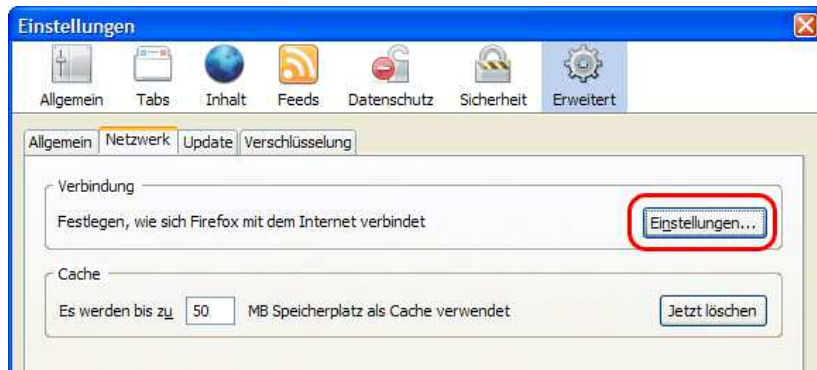 Einstellungen
Allgemein Tabs Inhalt Feeds Datenschutz Sicherheit Erweitert
Allgemein Netzwerk Update Verschlüsselung
Verbindung
Festlegen, wie sich Firefox mit dem Internet verbindet Einstellungen...
Cache
Es werden bis zu 50 MB Speicherplatz als Cache verwendet Jetzt löschen